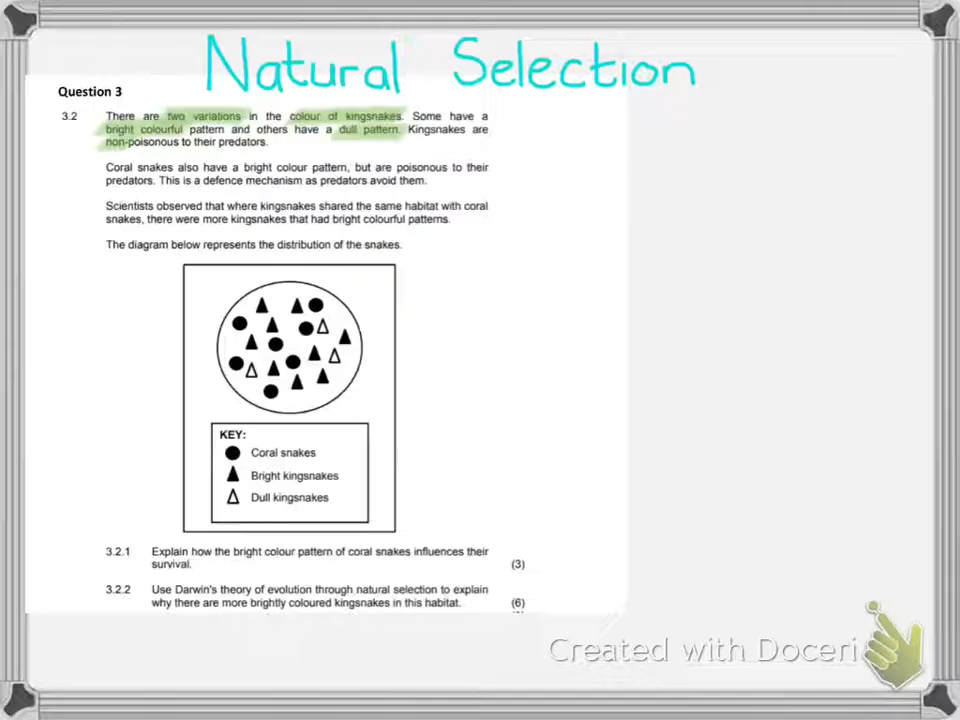 Natural Selection
Question 3
3.2 There are two variations in the colour of kingsnakes. Some have a
bright colourful pattern and others have a dull pattern. Kingsnakes are
non-poisonous to their predators.
Coral snakes also have a bright colour pattern, but are poisonous to their
predators. This is a defence mechanism as predators avoid them.
Scientists observed that where kingsnakes shared the same habitat with coral
snakes, there were more kingsnakes that had bright colourful patterns.
The diagram below represents the distribution of the snakes.
KEY:
Coral snakes
Bright kingsnakes
Dull kingsnakes
3.2.1 Explain how the bright colour pattern of coral snakes influences their
survival. (3)
3.2.2 Use Darwin's theory of evolution through natural selection to explain
why there are more brightly coloured kingsnakes in this habitat. (6)
Created with Doceri